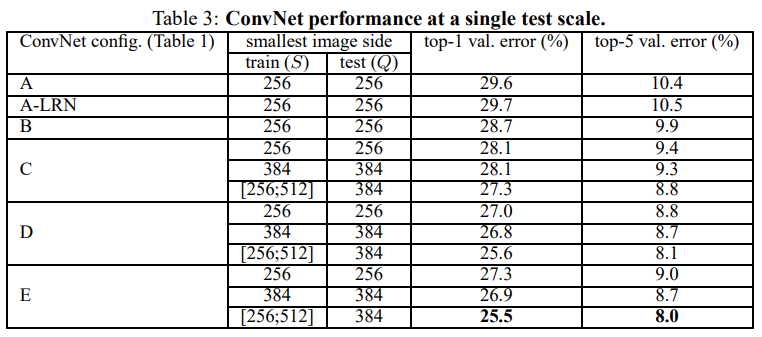 Table 3: ConvNet performance at a single test scale.
ConvNet config. (Table 1) smallest image side top-1 val. error (%) top-5 val. error (%)
train (S) test (Q)
A 256 256 29.6 10.4
A-LRN 256 256 29.7 10.5
B 256 256 28.7 9.9
C 256 256 28.1 9.4
384 384 28.1 9.3
[256;512] 384 27.3 8.8
D 256 256 27.0 8.8
384 384 26.8 8.7
[256;512] 384 25.6 8.1
E 256 256 27.3 9.0
384 384 26.9 8.7
[256;512] 384 25.5 8.0